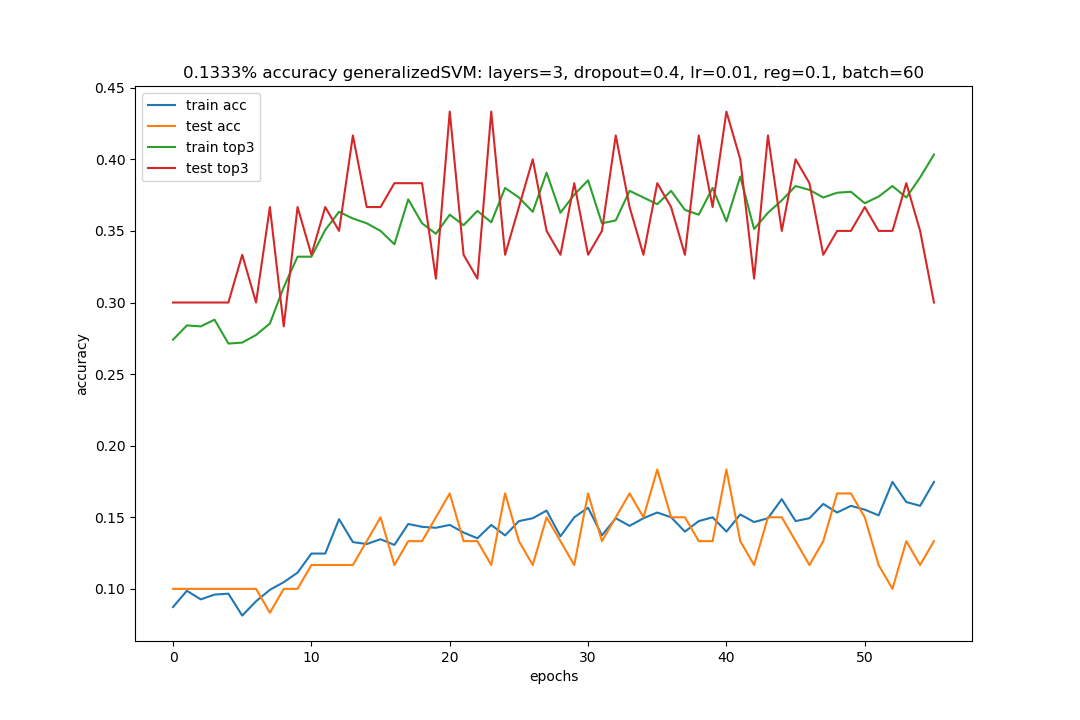 0.1333% accuracy generalizedSVM: layers=3, dropout=0.4, lr=0.01, reg=0.1, batch=60
train acc
test acc
train top3
test top3
0.45
0.40
0.35
0.30
0.25
0.20
0.15
0.10
accuracy
0 10 20 30 40 50
epochs